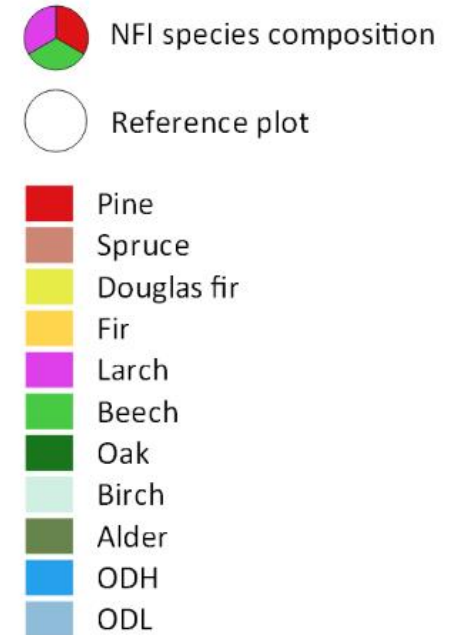 NFI species composition
Reference plot
Pine
Spruce
Douglas fir
Fir
Larch
Beech
Oak
Birch
Alder
ODH
ODL